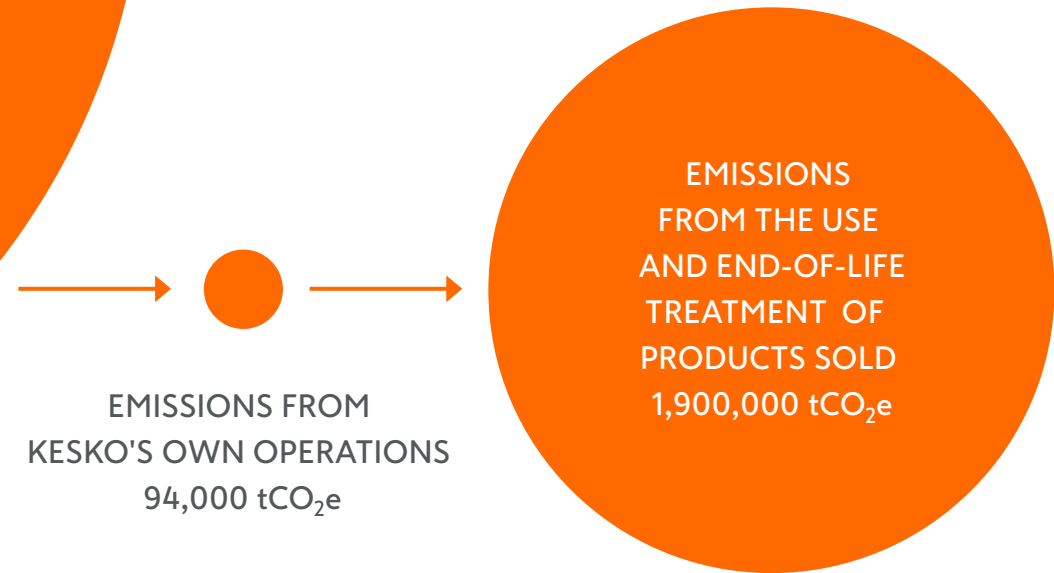 EMISSIONS FROM
KESKO'S OWN OPERATIONS
94,000 tCO₂e
EMISSIONS
FROM THE USE
AND END-OF-LIFE
TREATMENT OF
PRODUCTS SOLD
1,900,000 tCO₂e